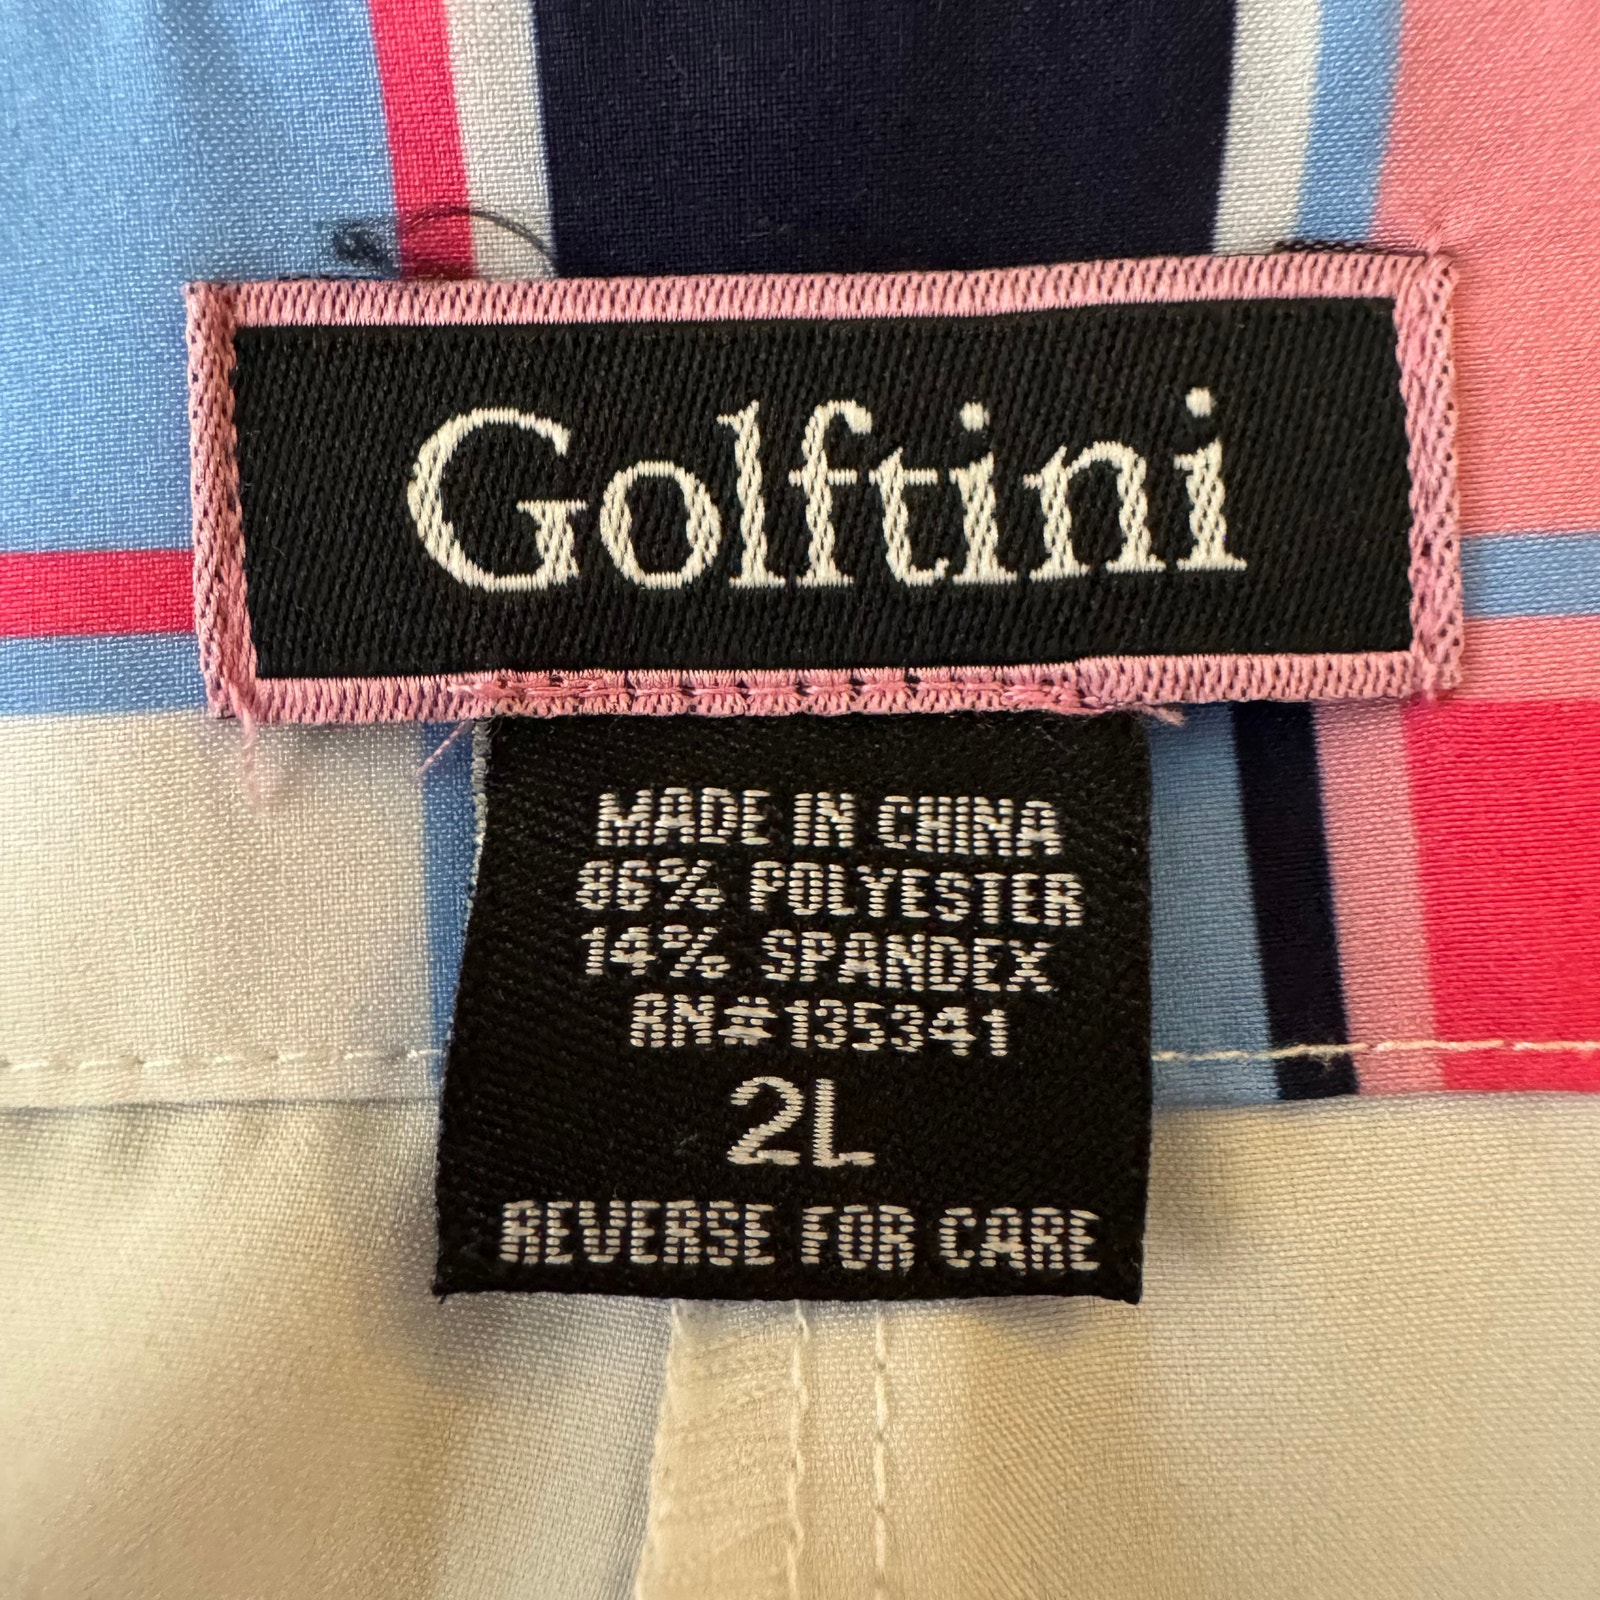 Golftini
MADE IN CHINA
86% POLYESTER
14% SPANDEX
RN#135341
2L
REVERSE FOR CARE